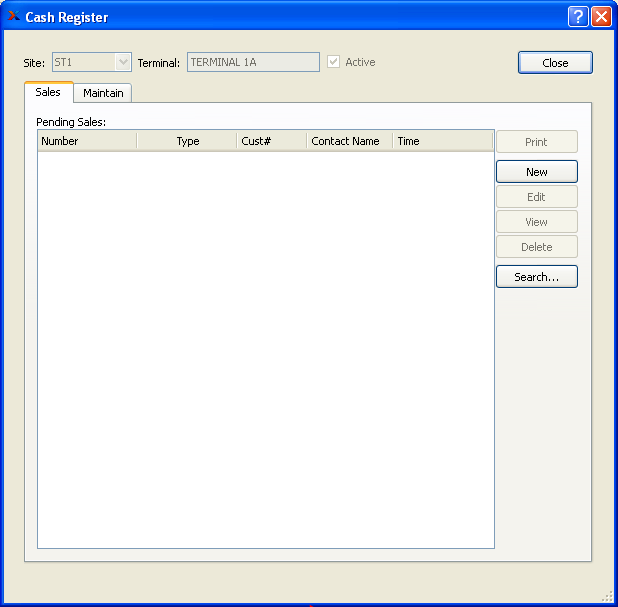 Cash Register
Site: ST1 Terminal: TERMINAL 1A Active Close
Sales Maintain
Pending Sales:
Number Type Cust# Contact Name Time
Print
New
Edit
View
Delete
Search...